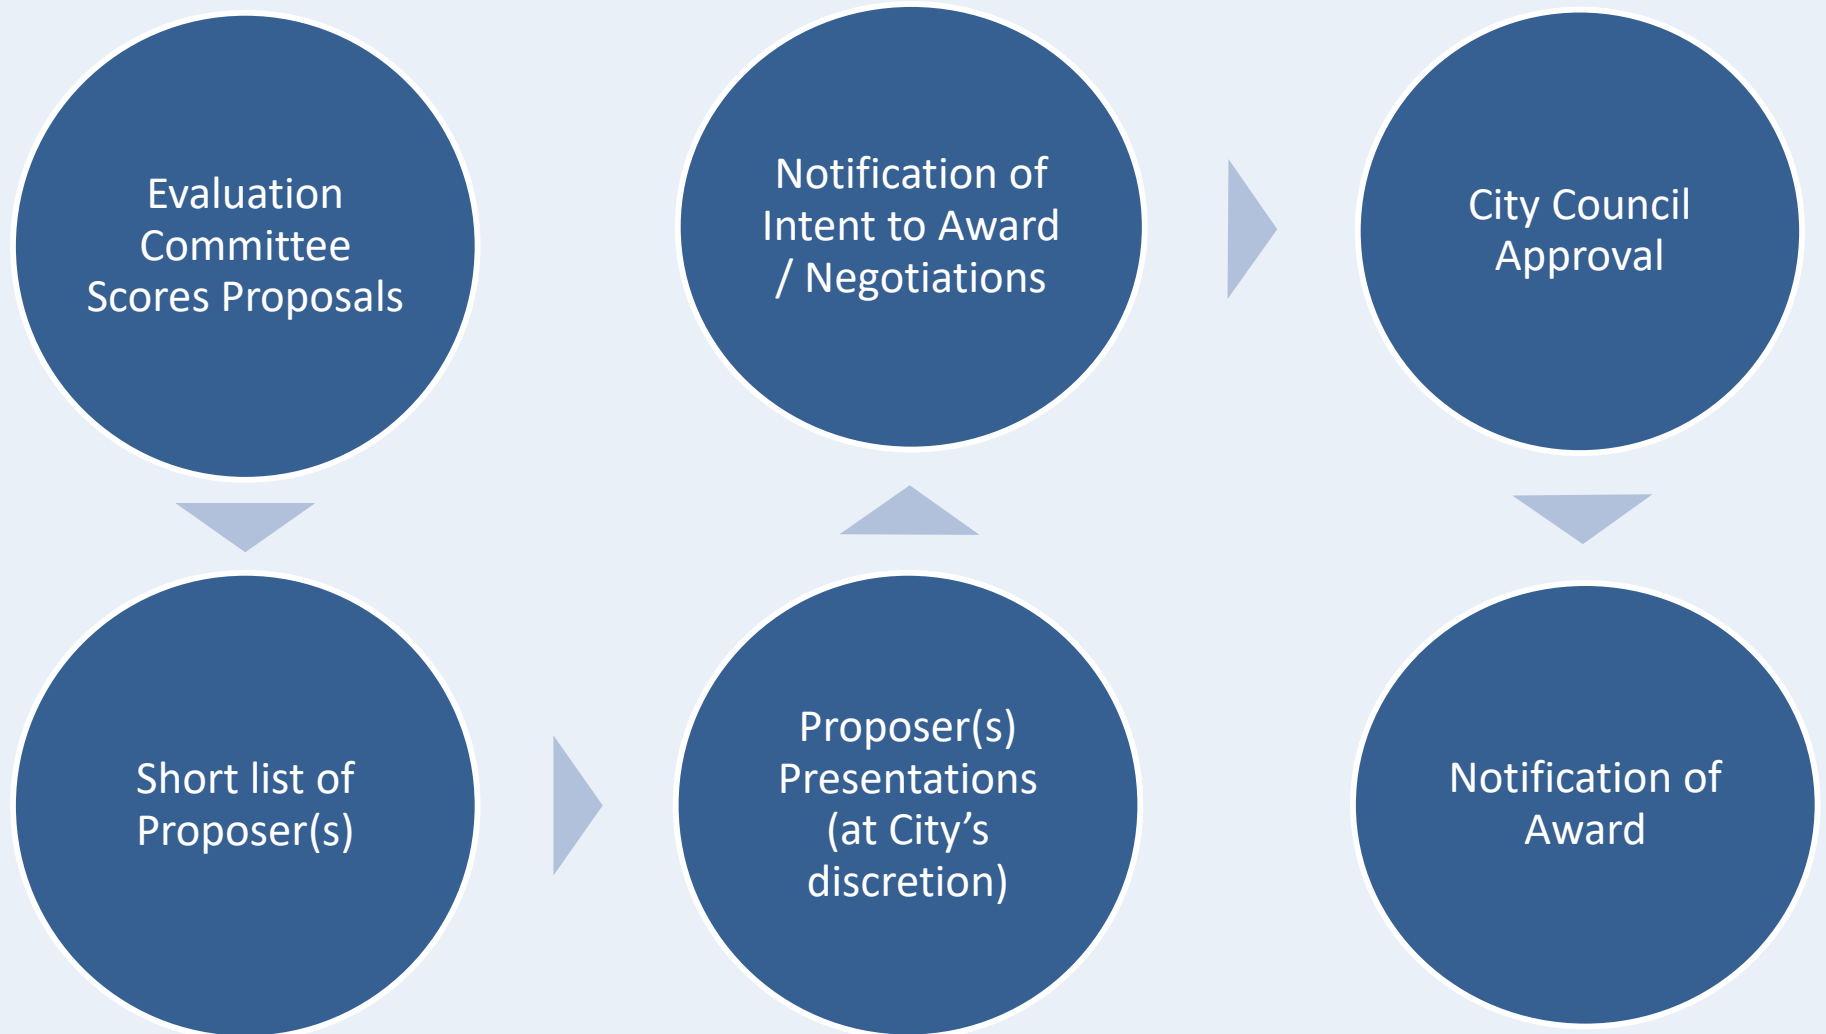 Evaluation
Committee
Scores Proposals
Short list of
Proposer(s)
Proposer(s)
Presentations
(at City’s
discretion)
Notification of
Intent to Award
/ Negotiations
City Council
Approval
Notification of
Award